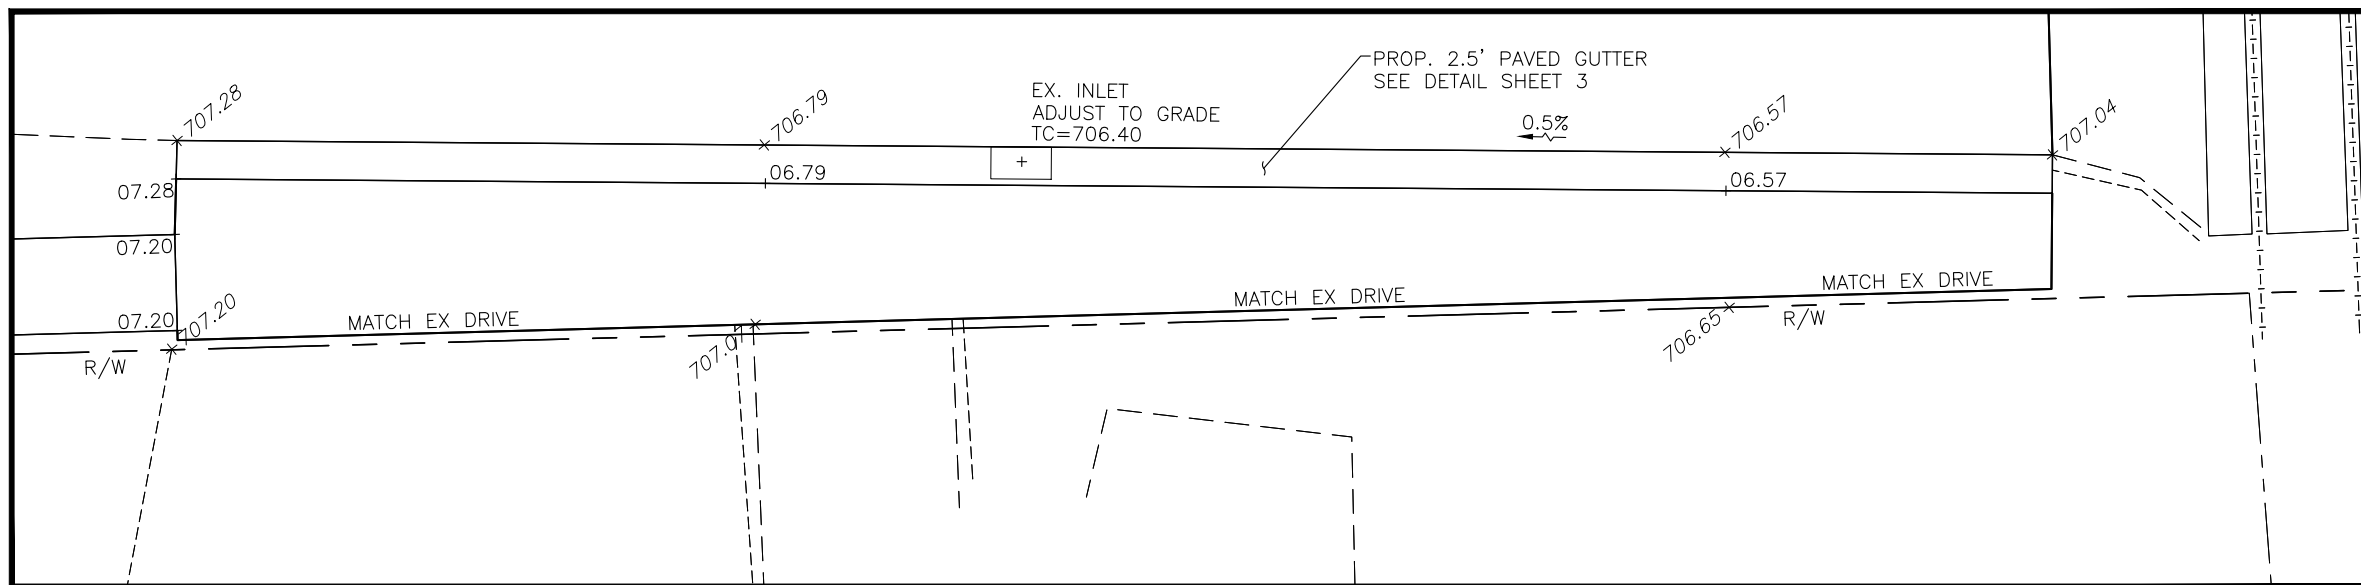 PROP. 2.5' PAVED GUTTER
SEE DETAIL SHEET 3
EX. INLET
ADJUST TO GRADE
TC=706.40
707.28
706.79
0.5%
706.57
707.04
06.79
06.57
07.28
07.20
07.20
707.20
MATCH EX DRIVE
MATCH EX DRIVE
MATCH EX DRIVE
707.01
706.65
R/W
R/W